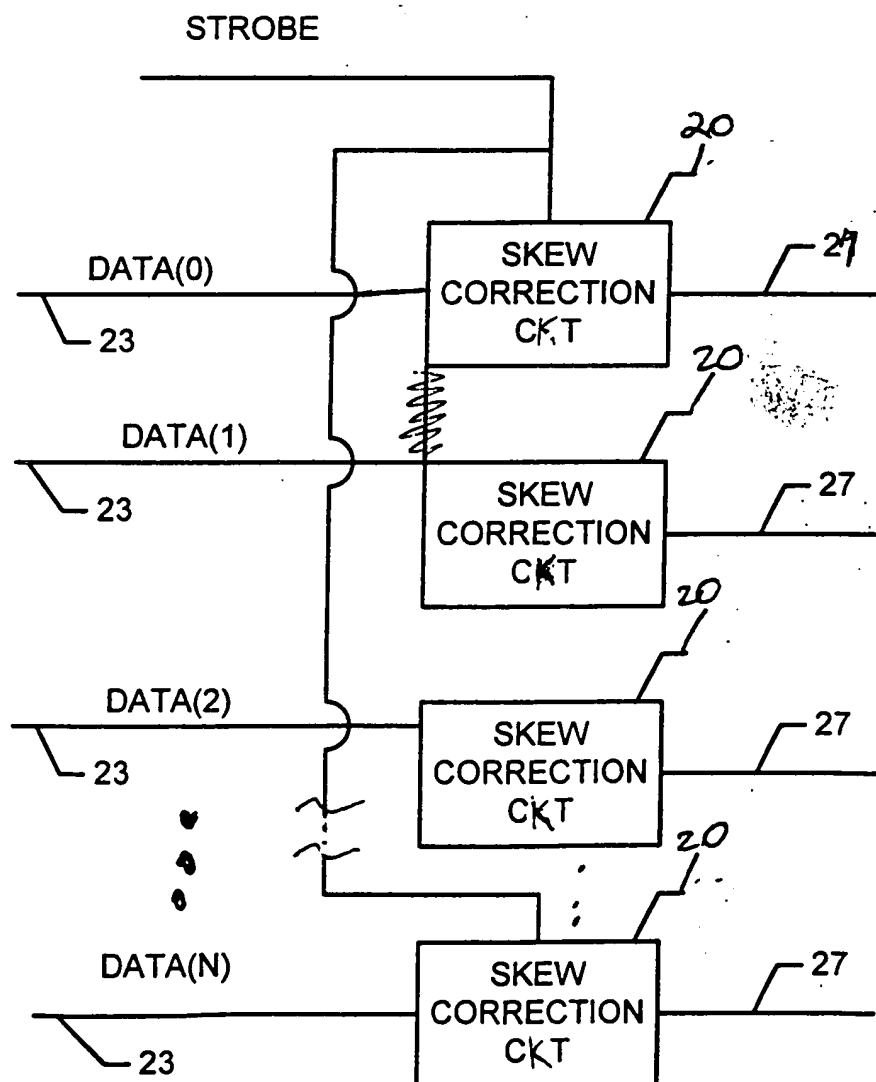 STROBE
20
DATA(0)
SKEW
CORRECTION
CKT
27
23
20
DATA(1)
SKEW
CORRECTION
CKT
27
23
20
DATA(2)
SKEW
CORRECTION
CKT
27
23
20
DATA(N)
SKEW
CORRECTION
CKT
27
23